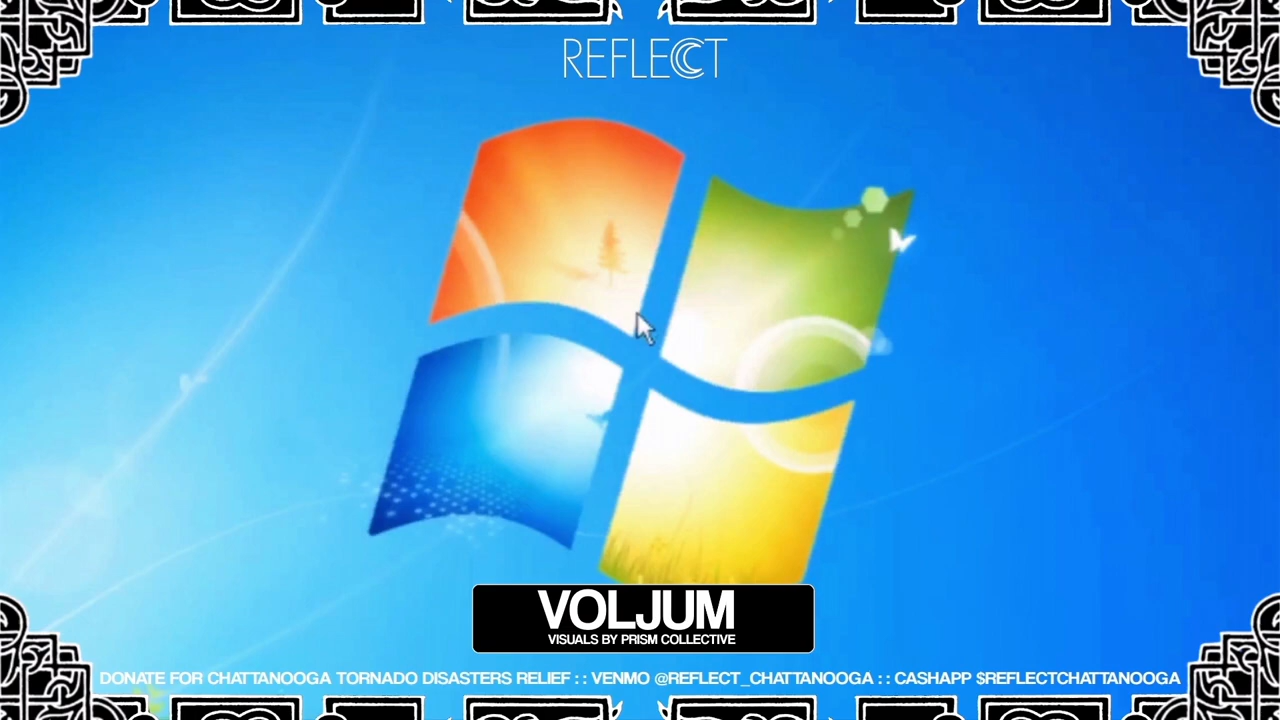 REFLECT
VOLJUM
VISUALS BY PRISM COLLECTIVE
DONATE FOR CHATTANOOGA TORNADO DISASTERS RELIEF :: VENMO @REFLECT_CHATTANOOGA :: CASHAPP $REFLECTCHATTANOOGA